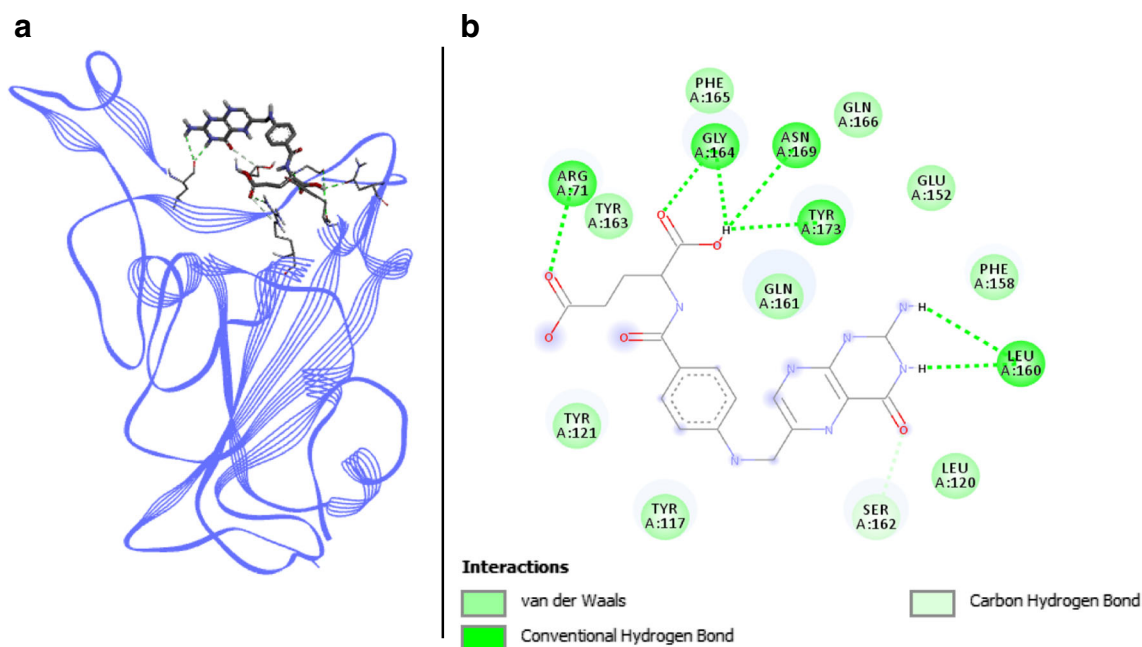 a
b
PHE
A:165
GLN
A:166
GLY
A:164
ASN
A:169
ARG
A:71
GLU
A:152
TYR
A:163
TYR
A:173
O
H
O
O
PHE
A:158
GLN
A:161
N
H
N
O
O
N
LEU
A:160
N
N
H
TYR
A:121
O
N
N
LEU
A:120
TYR
A:117
SER
A:162
Interactions
van der Waals
Carbon Hydrogen Bond
Conventional Hydrogen Bond